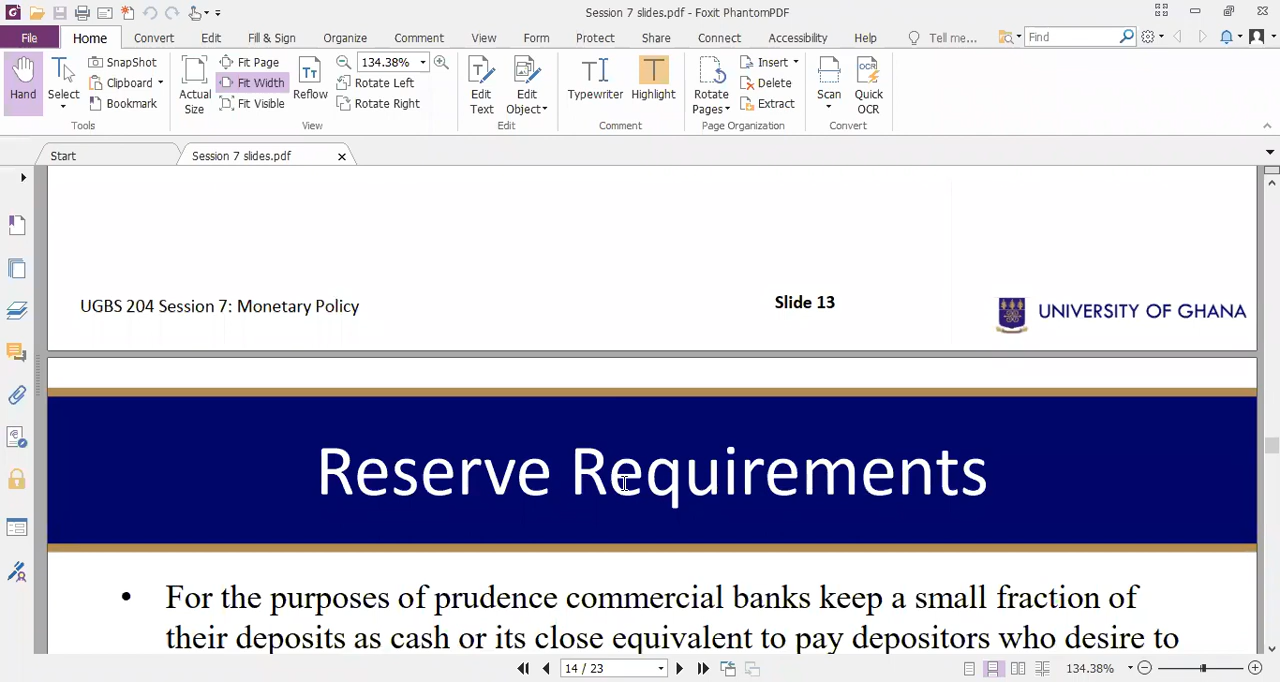 Session 7 slides.pdf - Foxit PhantomPDF
File Home Convert Edit Fill & Sign Organize Comment View Form Protect Share Connect Accessibility Help Tell me... Find
Hand
Select
SnapShot
Clipboard
Bookmark
Tools
Actual Size
Fit Page
Fit Width
Fit Visible
Reflow
134.38%
Rotate Left
Rotate Right
View
Edit Text
Edit Object
Edit
Typewriter
Highlight
Comment
Rotate Pages
Insert
Delete
Extract
Page Organization
Scan
Quick OCR
Convert
Start
Session 7 slides.pdf
UGBS 204 Session 7: Monetary Policy
Slide 13
UNIVERSITY OF GHANA
Reserve Requirements
• For the purposes of prudence commercial banks keep a small fraction of
their deposits as cash or its close equivalent to pay depositors who desire to
14 / 23
134.38%